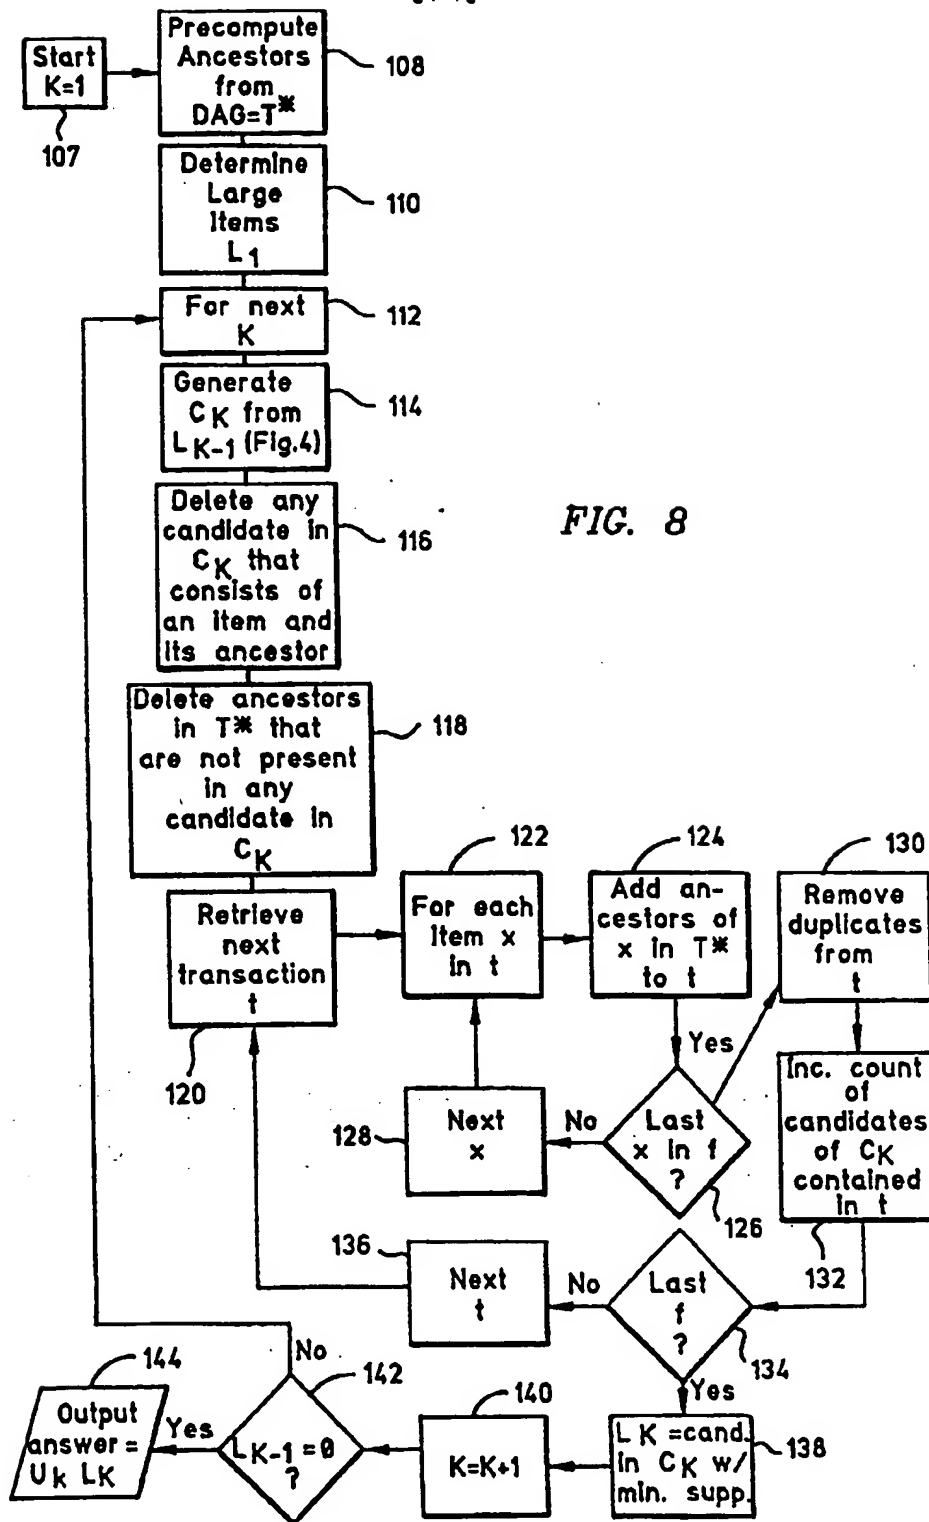 Start
K=1
107
Precompute
Ancestors
from
DAG=T*
108
Determine
Large
Items
L1
110
For next
K
112
Generate
CK from
LK-1 (Fig.4)
114
Delete any
candidate in
CK that
consists of
an item and
its ancestor
116
FIG. 8
Delete ancestors
in T* that
are not present
in any
candidate in
CK
118
Retrieve
next
transaction
t
120
122
For each
item x
in t
124
Add an-
cestors of
x in T*
to t
130
Remove
duplicates
from
t
Yes
Last
x in f
?
126
No
Next
x
128
Inc. count
of
candidates
of CK
contained
in t
132
Last
f
?
134
No
Next
t
136
Yes
LK =cand.
in CK w/
min. supp.
138
140
K=K+1
142
LK-1=0
?
No
Yes
144
Output
answer=
Uk LK